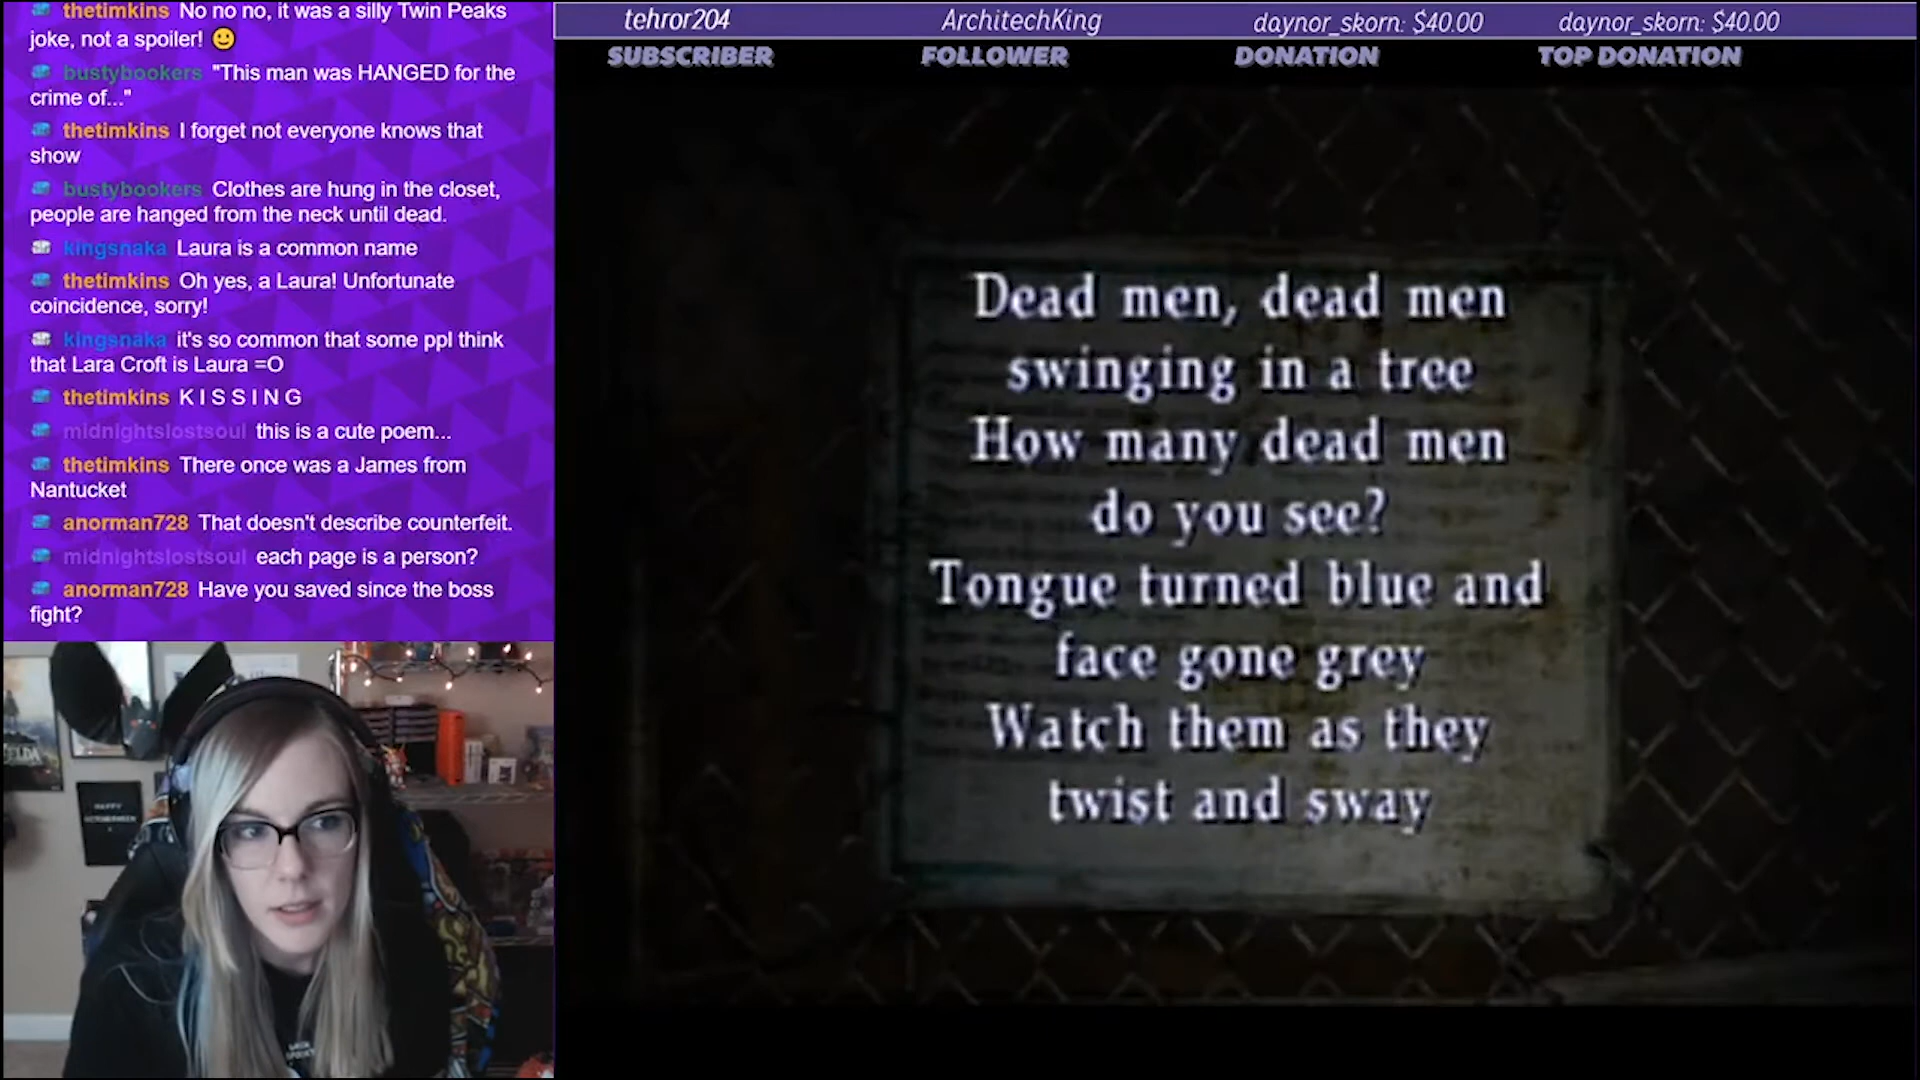 thetimkins No no no, it was a silly Twin Peaks
joke, not a spoiler!
bustybookers "This man was HANGED for the
crime of..."
thetimkins I forget not everyone knows that
show
bustybookers Clothes are hung in the closet,
people are hanged from the neck until dead.
kingsnaka Laura is a common name
thetimkins Oh yes, a Laura! Unfortunate
coincidence, sorry!
kingsnaka it's so common that some ppl think
that Lara Croft is Laura =O
thetimkins K I S S I N G
midnightslostsoul this is a cute poem...
thetimkins There once was a James from
Nantucket
anorman728 That doesn't describe counterfeit.
midnightslostsoul each page is a person?
anorman728 Have you saved since the boss
fight?
tehror204 ArchitechKing daynor_skorn: $40.00 daynor_skorn: $40.00
SUBSCRIBER FOLLOWER DONATION TOP DONATION
Dead men, dead men
swinging in a tree
How many dead men
do you see?
Tongue turned blue and
face gone grey
Watch them as they
twist and sway